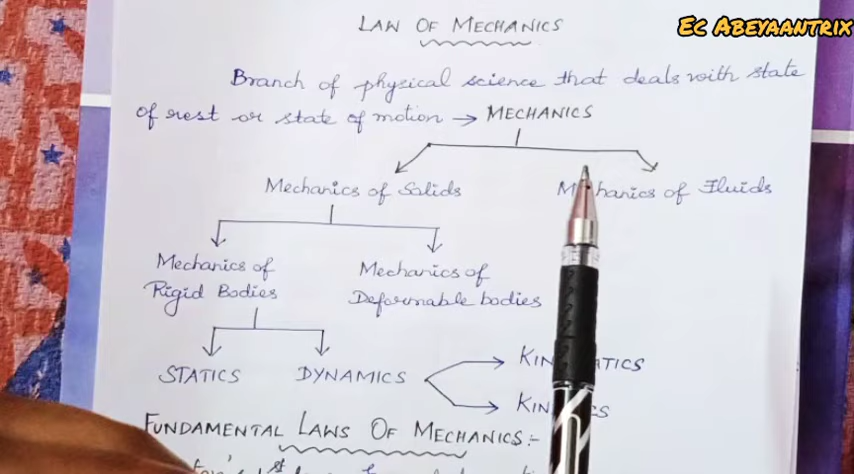 Ec Abeyaantrix
LAW OF MECHANICS
Branch of physical science that deals with state
of rest or state of motion → MECHANICS
Mechanics of Solids
Mechanics of Fluids
Mechanics of
Rigid Bodies
Mechanics of
Deformable bodies
STATICS
DYNAMICS
FUNDAMENTAL LAWS OF MECHANICS:-